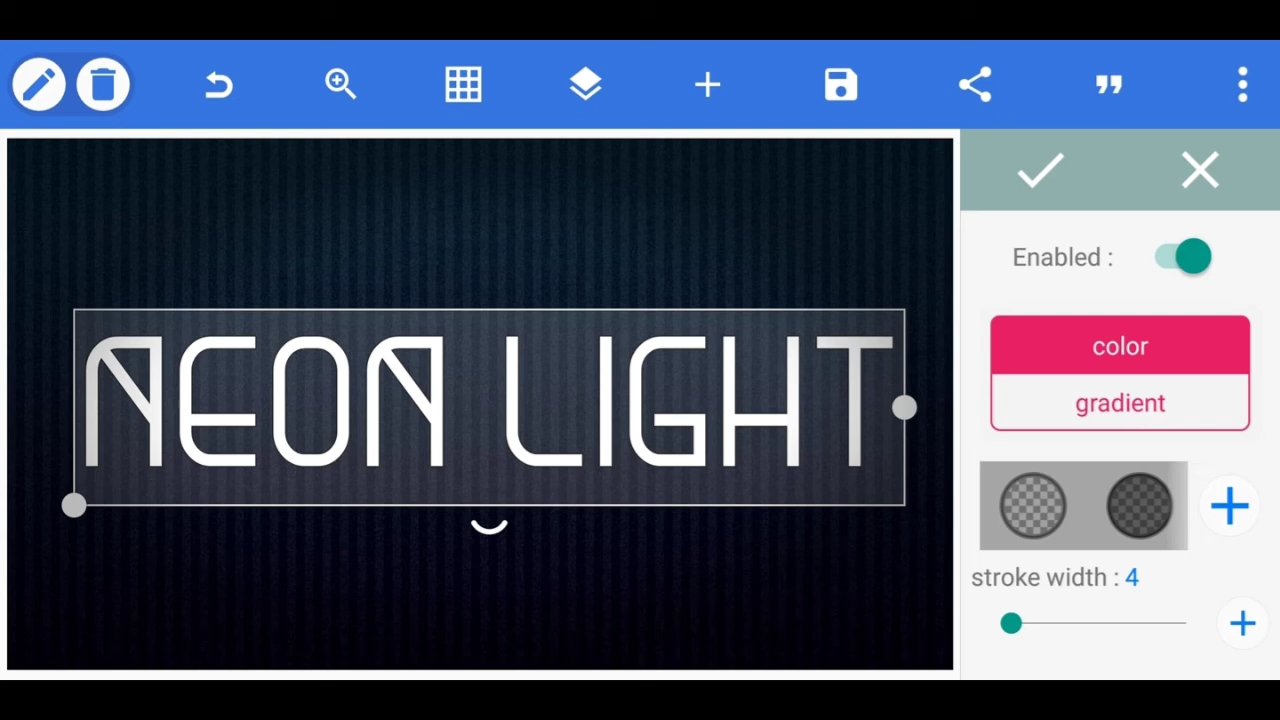 NEON LIGHT
Enabled :
color
gradient
stroke width : 4